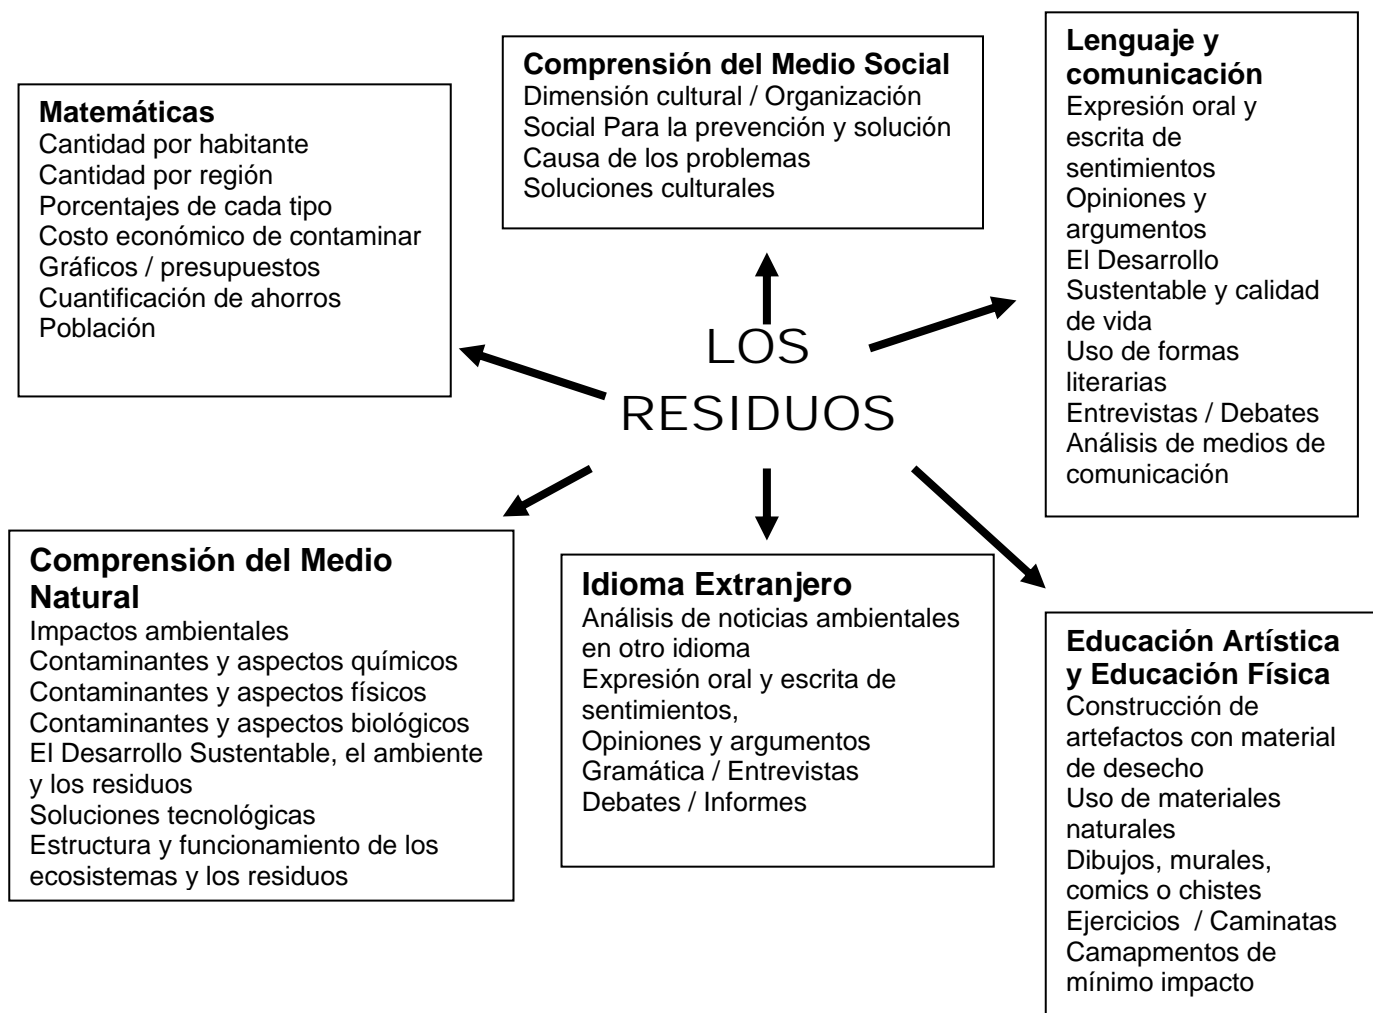 Matemáticas
Cantidad por habitante
Cantidad por región
Porcentajes de cada tipo
Costo económico de contaminar
Gráficos / presupuestos
Cuantificación de ahorros
Población
Comprensión del Medio Social
Dimensión cultural / Organización
Social Para la prevención y solución
Causa de los problemas
Soluciones culturales
Lenguaje y
comunicación
Expresión oral y
escrita de
sentimientos
Opiniones y
argumentos
El Desarrollo
Sustentable y calidad
de vida
Uso de formas
literarias
Entrevistas / Debates
Análisis de medios de
comunicación
LOS
RESIDUOS
Comprensión del Medio
Natural
Impactos ambientales
Contaminantes y aspectos químicos
Contaminantes y aspectos físicos
Contaminantes y aspectos biológicos
El Desarrollo Sustentable, el ambiente
y los residuos
Soluciones tecnológicas
Estructura y funcionamiento de los
ecosistemas y los residuos
Idioma Extranjero
Análisis de noticias ambientales
en otro idioma
Expresión oral y escrita de
sentimientos,
Opiniones y argumentos
Gramática / Entrevistas
Debates / Informes
Educación Artística
y Educación Física
Construcción de
artefactos con material
de desecho
Uso de materiales
naturales
Dibujos, murales,
comics o chistes
Ejercicios / Caminatas
Camapmentos de
mínimo impacto